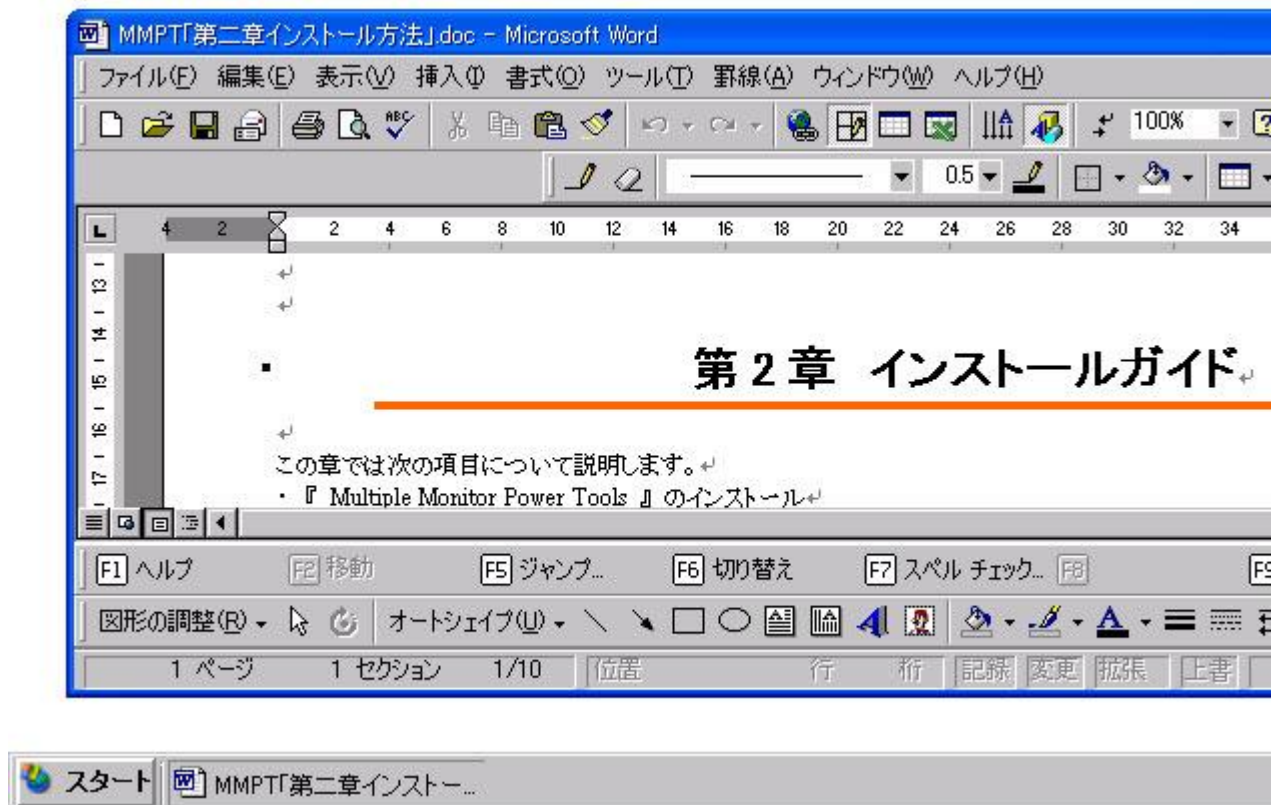 MMPT「第二章インストール方法」.doc - Microsoft Word
ファイル(F) 編集(E) 表示(V) 挿入(I) 書式(O) ツール(T) 罫線(A) ウィンドウ(W) ヘルプ(H)
ABC 100%
0.5
L 4 2 2 4 6 8 10 12 14 16 18 20 22 24 26 28 30 32 34
13 14 15 16 17
第2章 インストールガイド
この章では次の項目について説明します。
・『 Multiple Monitor Power Tools 』のインストール
F1 ヘルプ F2 移動 F5 ジャンプ... F6 切り替え F7 スペル チェック... F8 F9
図形の調整(R) オートシェイプ(U)
1 ページ 1 セクション 1/10 位置 行 桁 記録 変更 拡張 上書
スタート MMPT「第二章インストー...